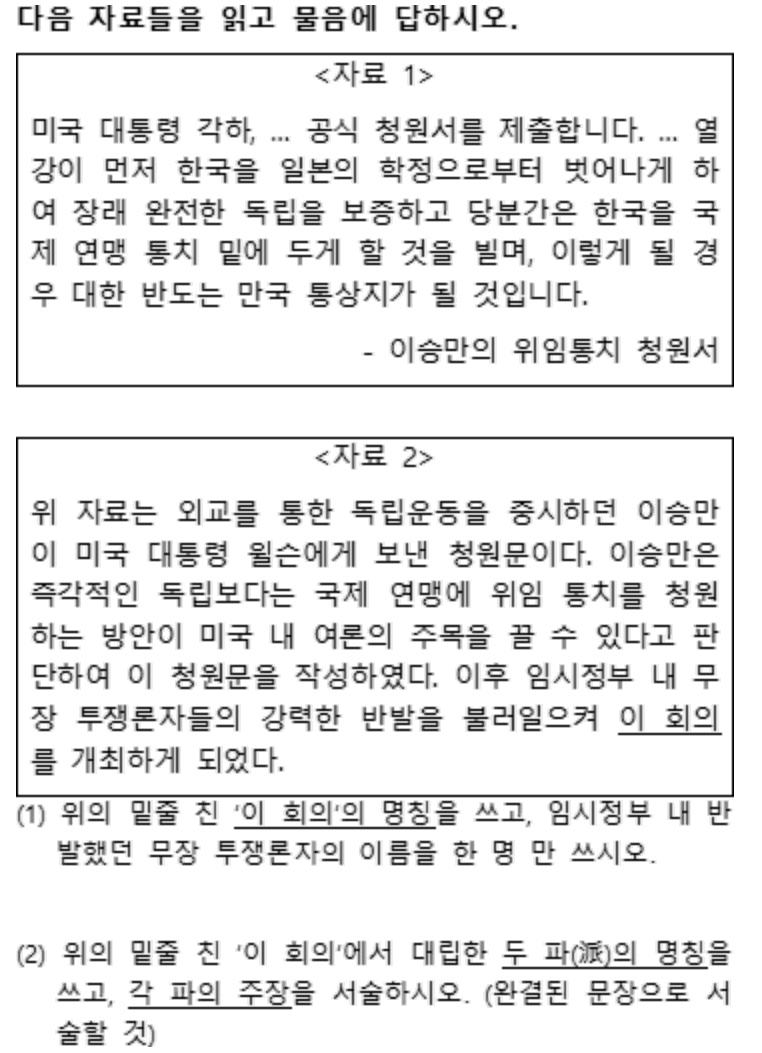 다음 자료들을 읽고 물음에 답하시오.
<자료 1>
미국 대통령 각하, ... 공식 청원서를 제출합니다. ... 열
강이 먼저 한국을 일본의 학정으로부터 벗어나게 하
여 장래 완전한 독립을 보증하고 당분간은 한국을 국
제 연맹 통치 밑에 두게 할 것을 빌며, 이렇게 될 경
우 대한 반도는 만국 통상지가 될 것입니다.
- 이승만의 위임통치 청원서
<자료 2>
위 자료는 외교를 통한 독립운동을 중시하던 이승만
이 미국 대통령 윌슨에게 보낸 청원문이다. 이승만은
즉각적인 독립보다는 국제 연맹에 위임 통치를 청원
하는 방안이 미국 내 여론의 주목을 끌 수 있다고 판
단하여 이 청원문을 작성하였다. 이후 임시정부 내 무
장 투쟁론자들의 강력한 반발을 불러일으켜 이 회의
를 개최하게 되었다.
(1) 위의 밑줄 친 '이 회의'의 명칭을 쓰고, 임시정부 내 반
발했던 무장 투쟁론자의 이름을 한 명 만 쓰시오.
(2) 위의 밑줄 친 '이 회의'에서 대립한 두 파(派)의 명칭을
쓰고, 각 파의 주장을 서술하시오. (완결된 문장으로 서
술할 것)